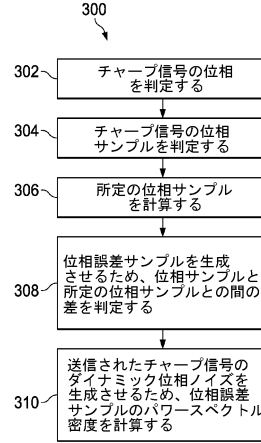 300
302
チャープ信号の位相
を判定する
304
チャープ信号の位相
サンプルを判定する
306
所定の位相サンプル
を計算する
308
位相誤差サンプルを生成
させるため、位相サンプルと
所定の位相サンプルとの間の
差を判定する
310
送信されたチャープ信号の
ダイナミック位相ノイズを
生成させるため、位相誤差
サンプルのパワースペクトル
密度を計算する